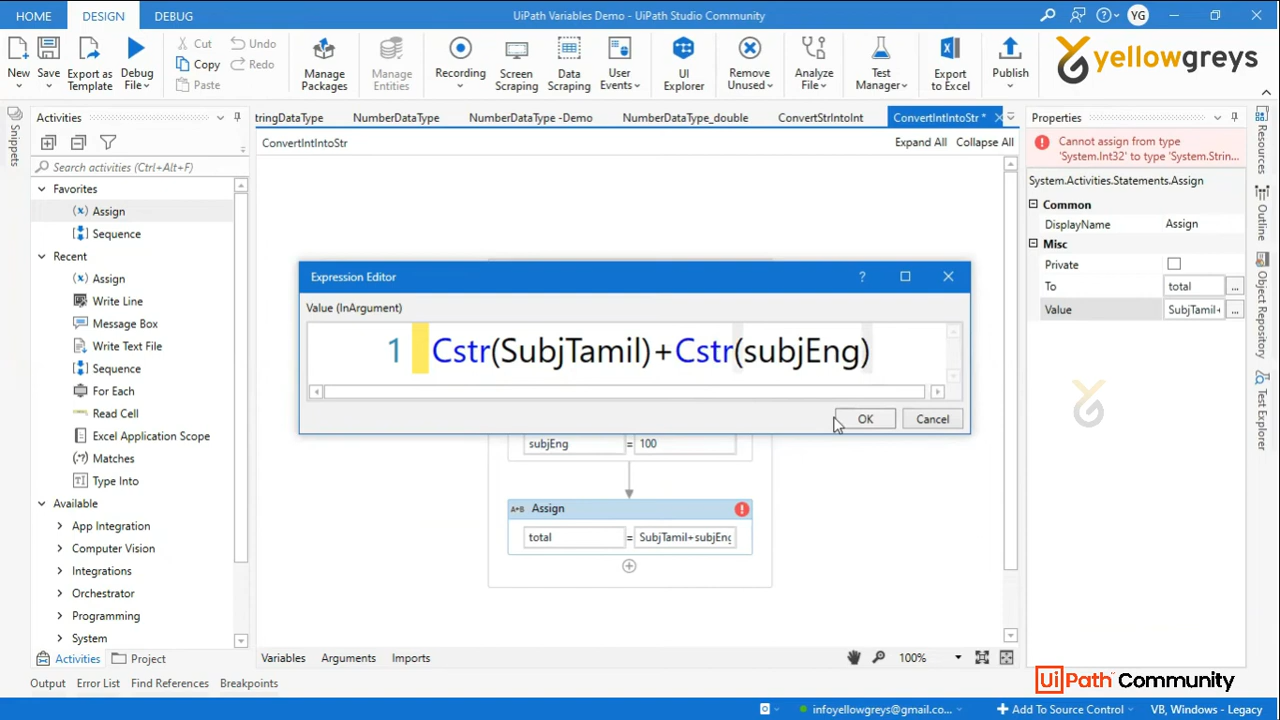 HOME DESIGN DEBUG UiPath Variables Demo - UiPath Studio Community YG
New Save Export as Template Debug File Cut Copy Paste Undo Redo Manage Packages Manage Entities Recording Screen Scraping Data Scraping User Events UI Explorer Remove Unused Analyze File Test Manager Export to Excel Publish yellowgreys
Snippets
Activities
Search activities (Ctrl+Alt+F)
Favorites
Assign
Sequence
Recent
Assign
Write Line
Message Box
Write Text File
Sequence
For Each
Read Cell
Excel Application Scope
Matches
Type Into
Available
App Integration
Computer Vision
Integrations
Orchestrator
Programming
System
Activities Project
tringDataType NumberDataType NumberDataType -Demo NumberDataType_double ConvertStrIntoInt ConvertIntIntoStr *
ConvertIntIntoStr Expand All Collapse All
Expression Editor ?
Value (InArgument)
1 Cstr(SubjTamil)+Cstr(subjEng)
OK Cancel
subjEng = 100
A+B Assign
total = SubjTamil+subjEng
Variables Arguments Imports 100%
Properties
Cannot assign from type
'System.Int32' to type 'System.Strin...
System.Activities.Statements.Assign
Common
DisplayName Assign
Misc
Private
To total ...
Value SubjTamil+ ...
Resources
Outline
Object Repository
Test Explorer
UiPath Community
Output Error List Find References Breakpoints
infoyellowgreys@gmail.co... Add To Source Control VB, Windows - Legacy